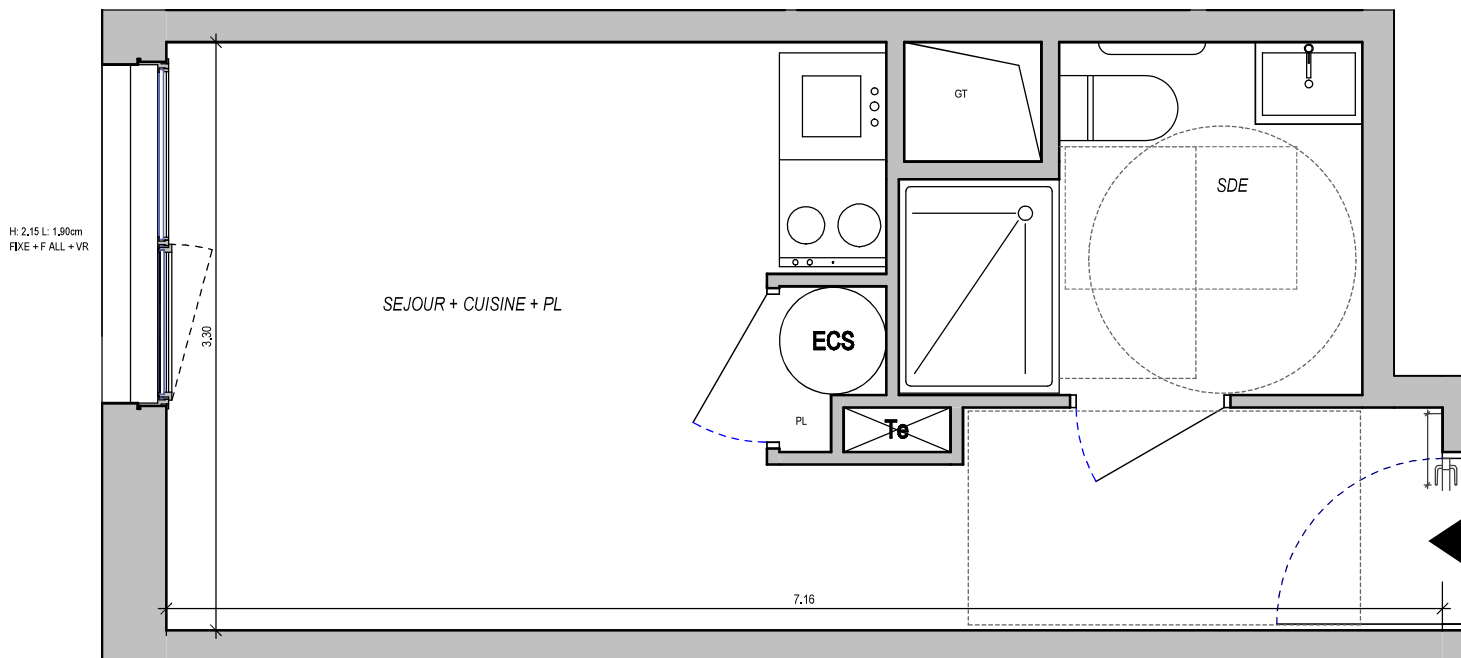 GT
SDE
H: 2.15 L: 1.90cm
FIXE + F ALL + VR
SEJOUR + CUISINE + PL
3.30
ECS
PL
Te
7.16